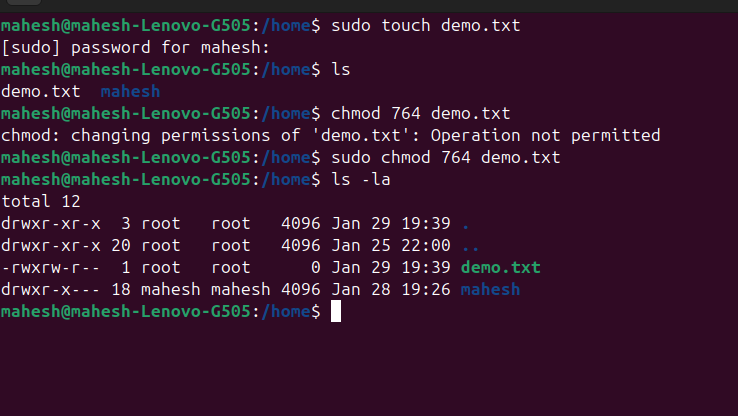 mahesh@mahesh-Lenovo-G505:/home$ sudo touch demo.txt
[sudo] password for mahesh:
mahesh@mahesh-Lenovo-G505:/home$ ls
demo.txt  mahesh
mahesh@mahesh-Lenovo-G505:/home$ chmod 764 demo.txt
chmod: changing permissions of 'demo.txt': Operation not permitted
mahesh@mahesh-Lenovo-G505:/home$ sudo chmod 764 demo.txt
mahesh@mahesh-Lenovo-G505:/home$ ls -la
total 12
drwxr-xr-x  3 root   root   4096 Jan 29 19:39 .
drwxr-xr-x 20 root   root   4096 Jan 25 22:00 ..
-rwxrw-r--  1 root   root      0 Jan 29 19:39 demo.txt
drwxr-x--- 18 mahesh mahesh 4096 Jan 28 19:26 mahesh
mahesh@mahesh-Lenovo-G505:/home$